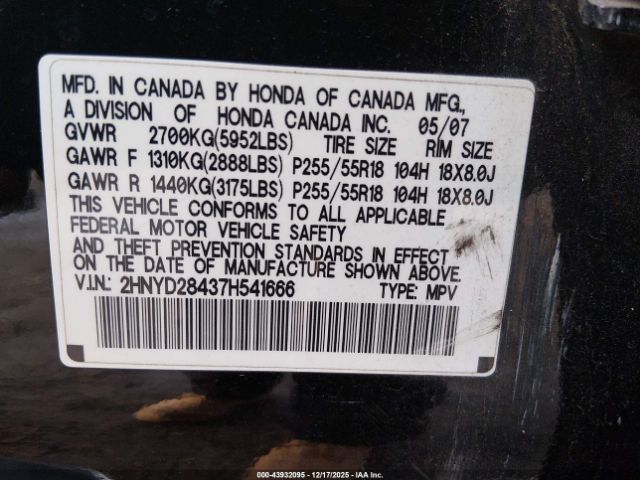 MFD. IN CANADA BY HONDA OF CANADA MFG.,
A DIVISION OF HONDA CANADA INC. 05/07
GVWR 2700KG(5952LBS) TIRE SIZE RIM SIZE
GAWR F 1310KG(2888LBS) P255/55R18 104H 18X8.0J
GAWR R 1440KG(3175LBS) P255/55R18 104H 18X8.0J
THIS VEHICLE CONFORMS TO ALL APPLICABLE
FEDERAL MOTOR VEHICLE SAFETY
AND THEFT PREVENTION STANDARDS IN EFFECT
ON THE DATE OF MANUFACTURE SHOWN ABOVE.
V.I.N.: 2HNYD28437H541666 TYPE: MPV
000-43932095 - 12/17/2025 - IAAI.COM